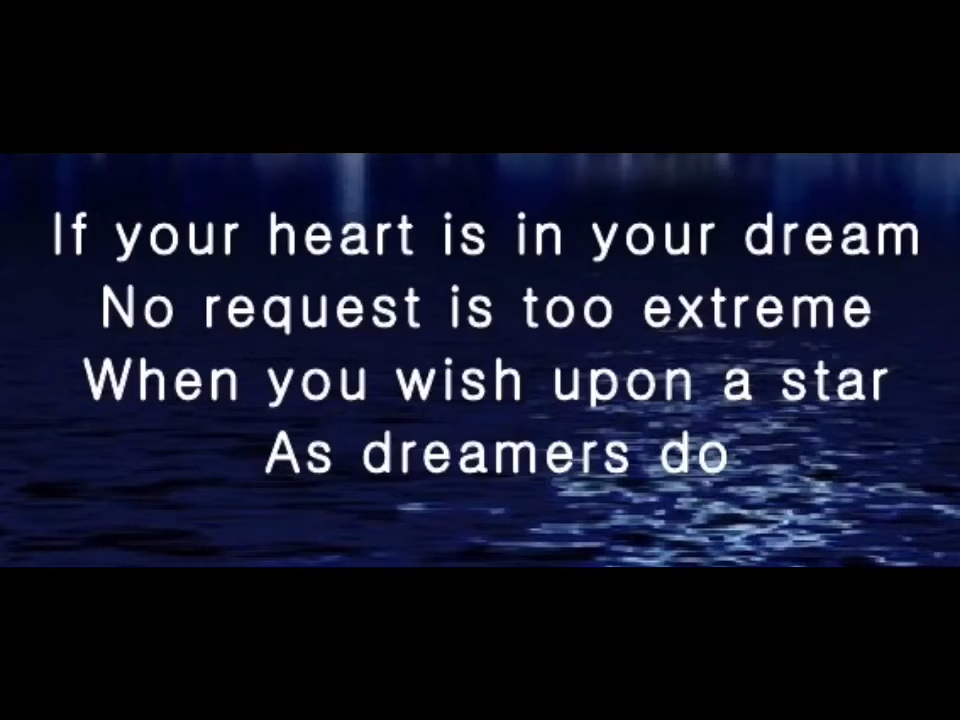 If your heart is in your dream
No request is too extreme
When you wish upon a star
As dreamers do